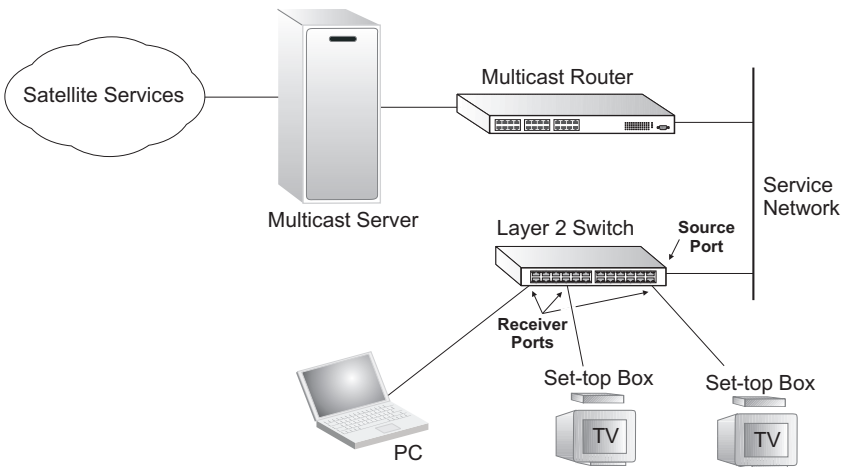 Satellite Services
Multicast Router
Multicast Server
Service
Network
Layer 2 Switch
Source
Port
Receiver
Ports
Set-top Box
Set-top Box
TV
TV
PC